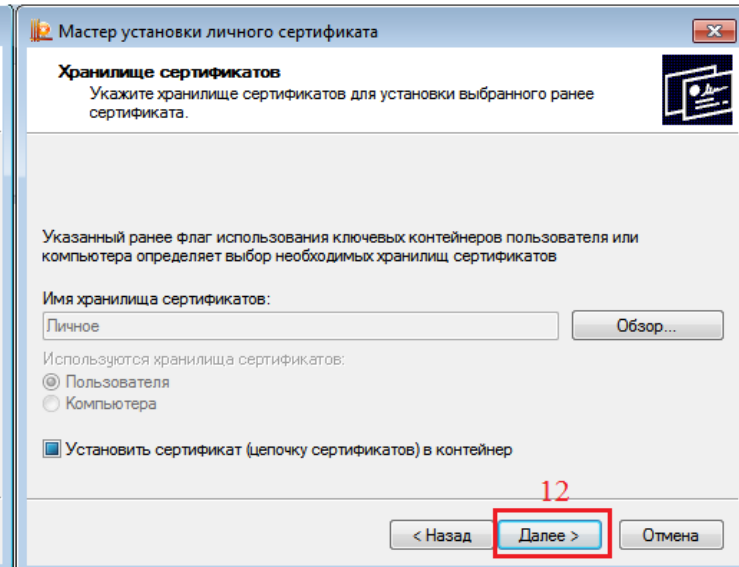 Мастер установки личного сертификата
Хранилище сертификатов
Укажите хранилище сертификатов для установки выбранного ранее
сертификата.
Указанный ранее флаг использования ключевых контейнеров пользователя или
компьютера определяет выбор необходимых хранилищ сертификатов
Имя хранилища сертификатов:
Личное
Обзор...
Используются хранилища сертификатов:
Пользователя
Компьютера
Установить сертификат (цепочку сертификатов) в контейнер
12
< Назад
Далее >
Отмена